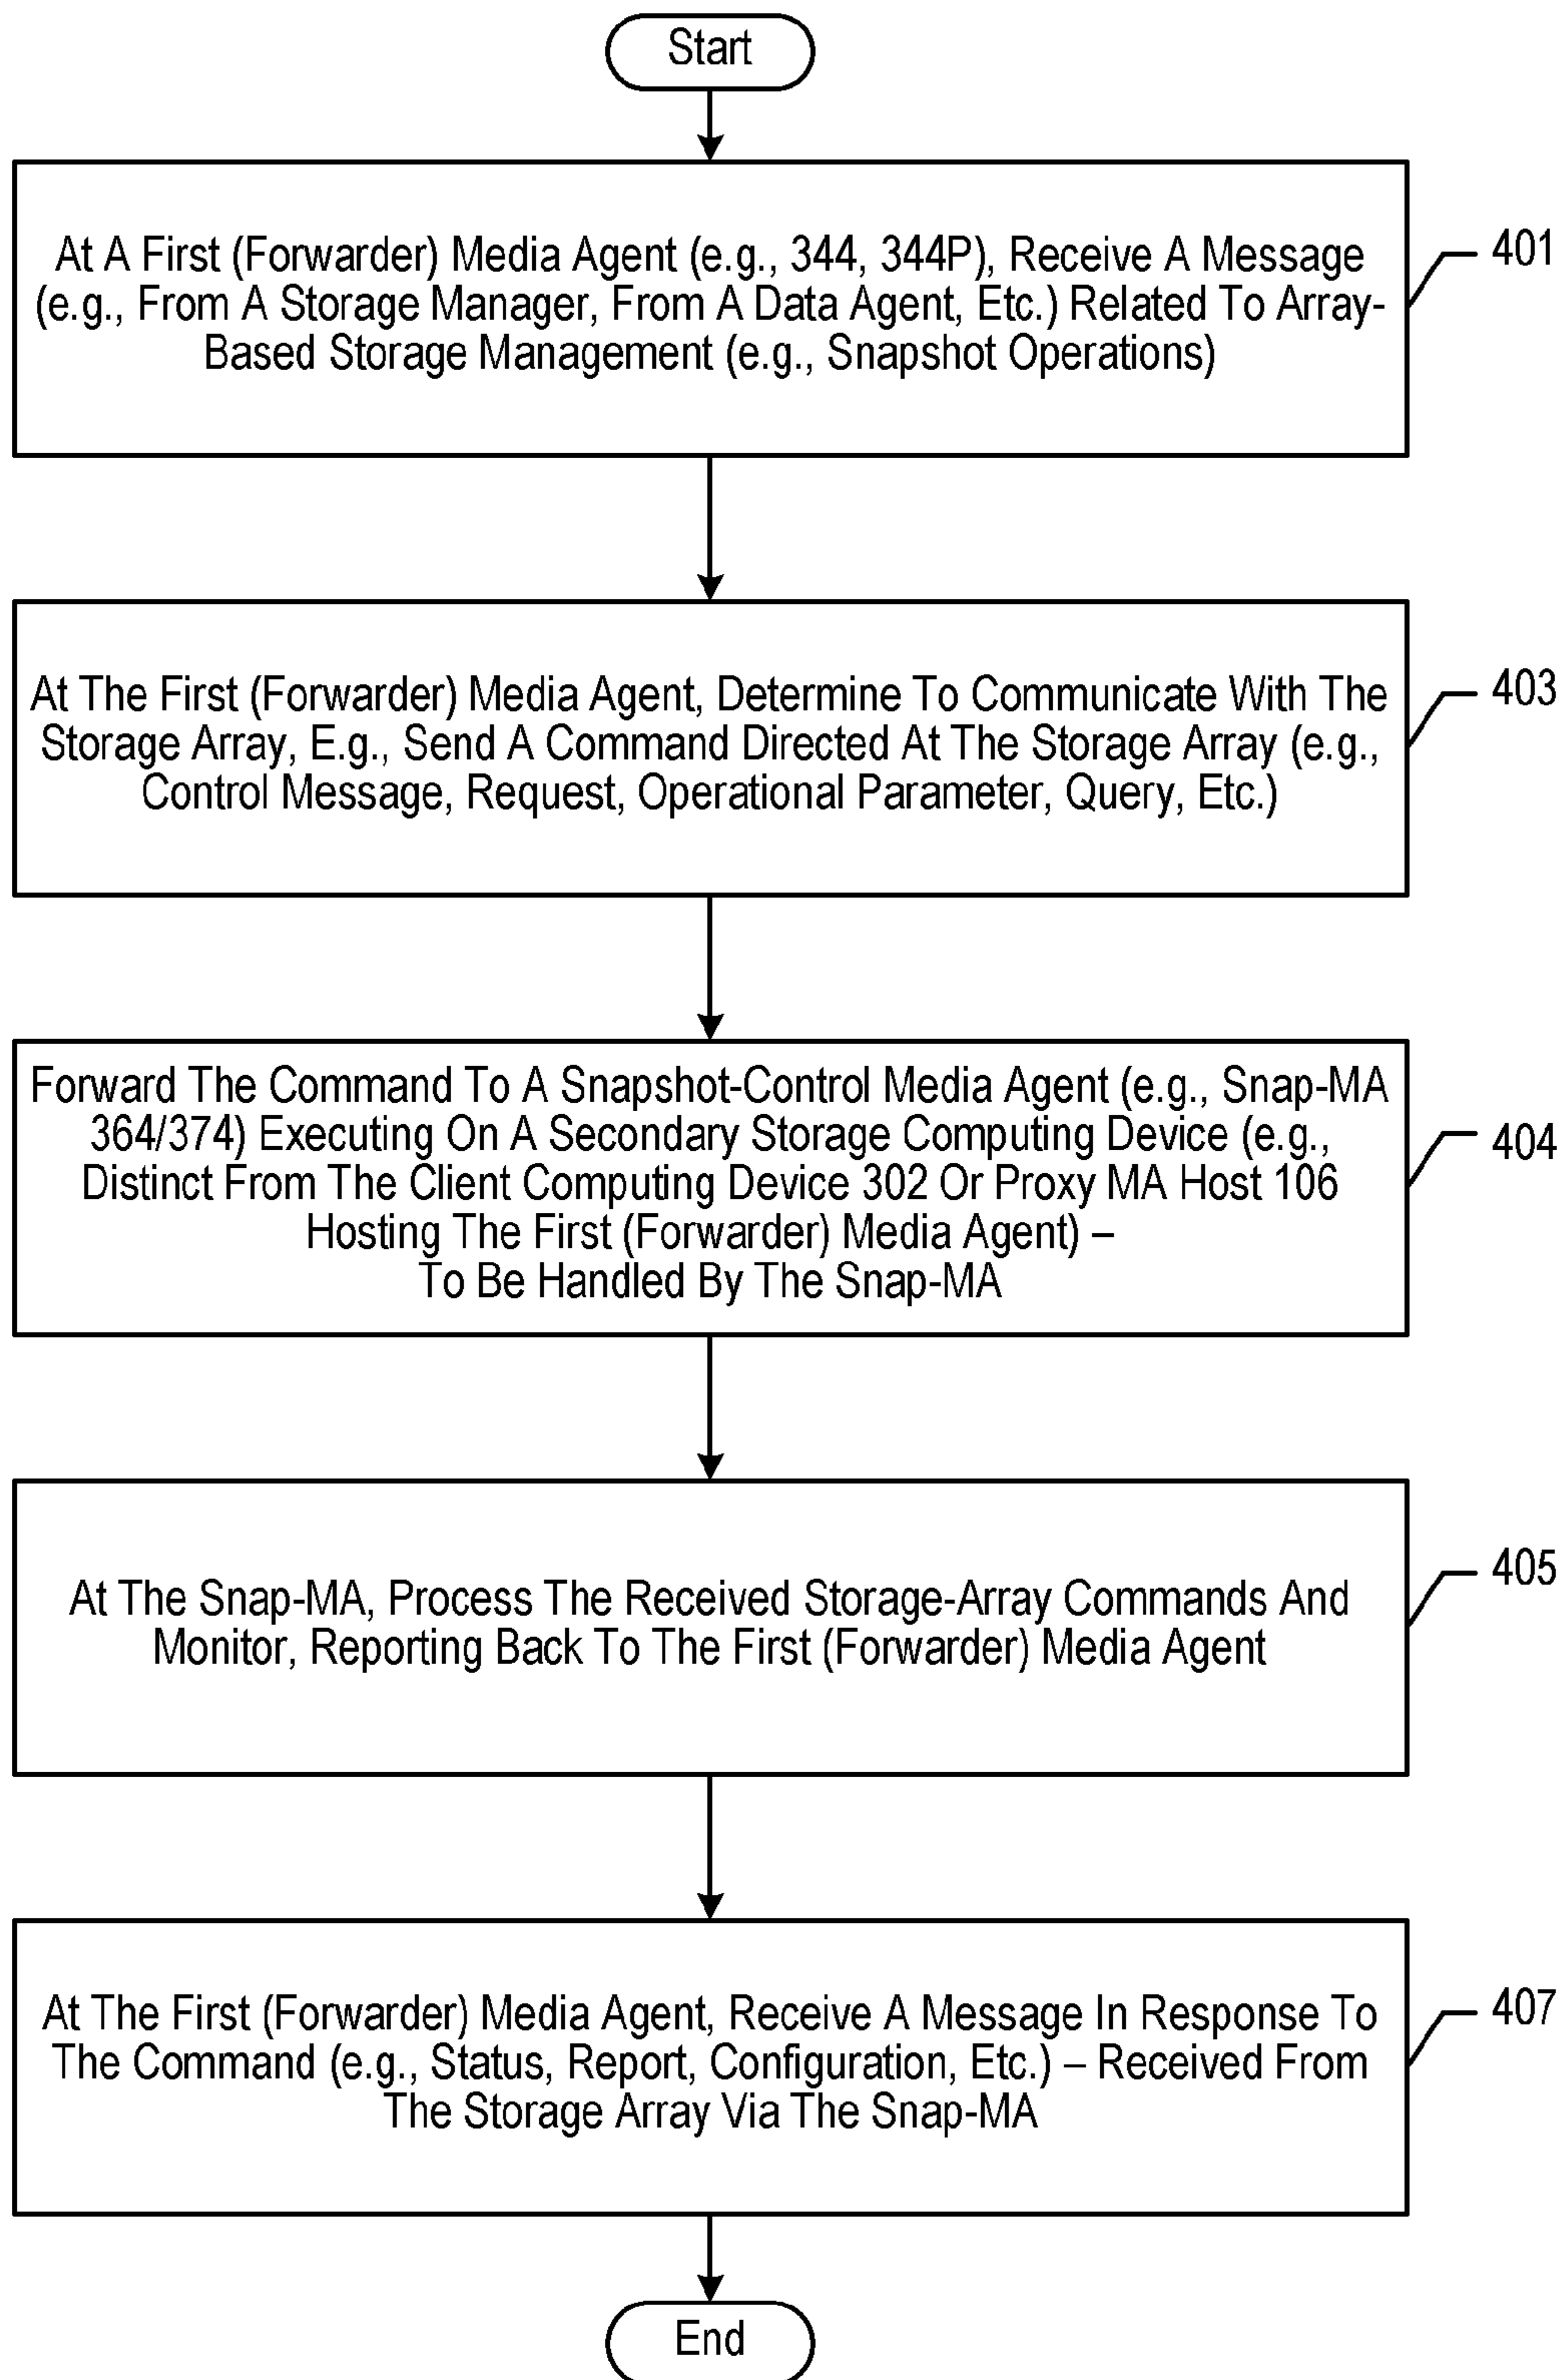 Start
At A First (Forwarder) Media Agent (e.g., 344, 344P), Receive A Message
(e.g., From A Storage Manager, From A Data Agent, Etc.) Related To Array-
Based Storage Management (e.g., Snapshot Operations)
401
At The First (Forwarder) Media Agent, Determine To Communicate With The
Storage Array, E.g., Send A Command Directed At The Storage Array (e.g.,
Control Message, Request, Operational Parameter, Query, Etc.)
403
Forward The Command To A Snapshot-Control Media Agent (e.g., Snap-MA
364/374) Executing On A Secondary Storage Computing Device (e.g.,
Distinct From The Client Computing Device 302 Or Proxy MA Host 106
Hosting The First (Forwarder) Media Agent) –
To Be Handled By The Snap-MA
404
At The Snap-MA, Process The Received Storage-Array Commands And
Monitor, Reporting Back To The First (Forwarder) Media Agent
405
At The First (Forwarder) Media Agent, Receive A Message In Response To
The Command (e.g., Status, Report, Configuration, Etc.) – Received From
The Storage Array Via The Snap-MA
407
End